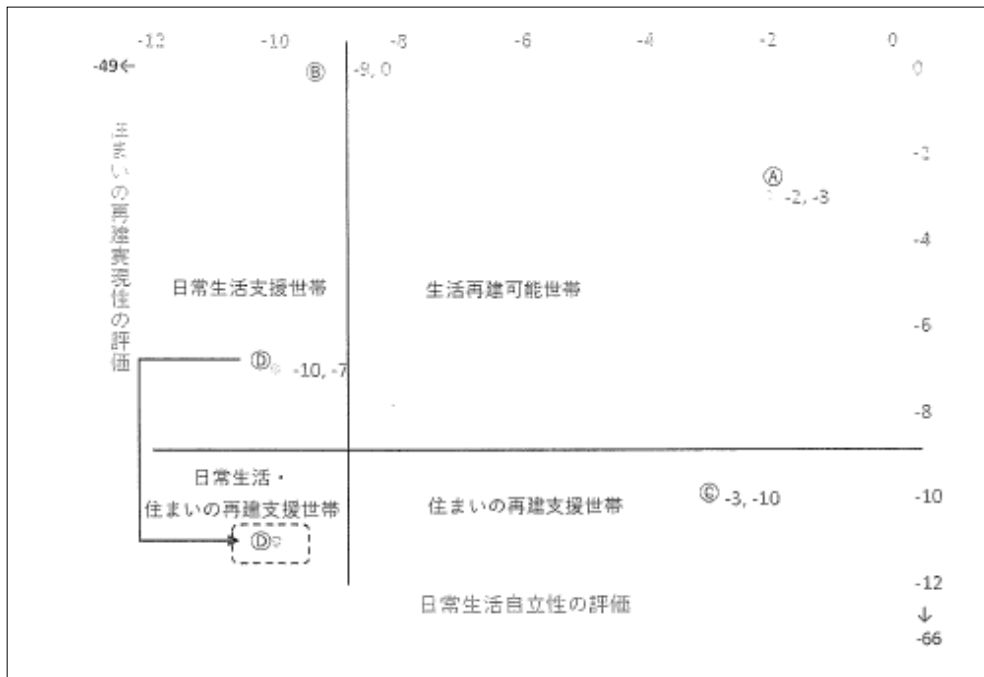 -12 -10 -8 -6 -4 -2 0
-49← Ⓑ -9, 0 0
住まいの再建実現性の評価
-2
Ⓐ
-2, -3
-4
日常生活支援世帯 生活再建可能世帯
-6
Ⓓ -10, -7
-8
日常生活・
住まいの再建支援世帯 住まいの再建支援世帯
Ⓒ -3, -10
-10
Ⓓ
-12
日常生活自立性の評価
↓
-66